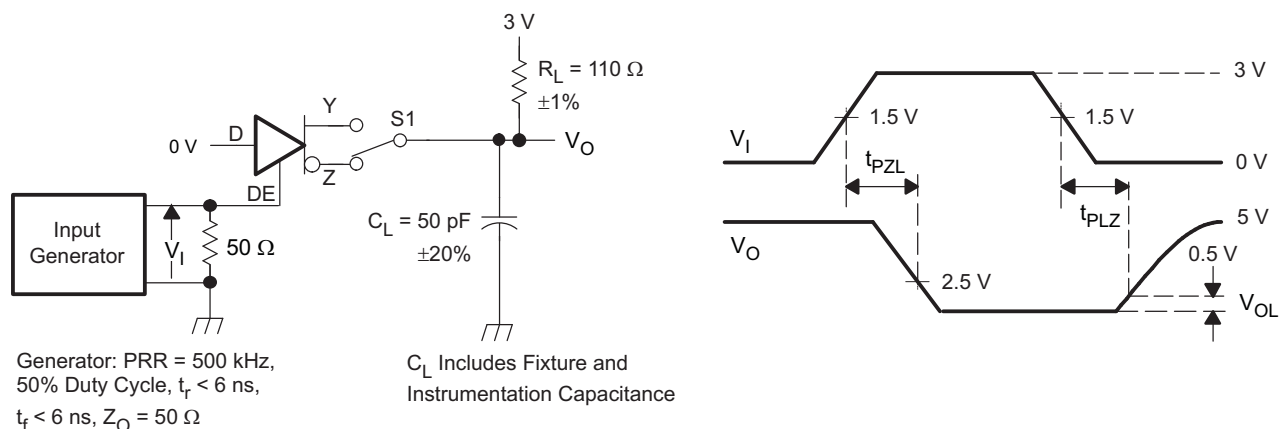 3 V
R_L = 110 Ω
±1%
Y
S1
D
0 V
Z
V_O
DE
Input
Generator
V_I
50 Ω
C_L = 50 pF
±20%
Generator: PRR = 500 kHz,
50% Duty Cycle, t_r < 6 ns,
t_f < 6 ns, Z_O = 50 Ω
C_L Includes Fixture and
Instrumentation Capacitance
3 V
1.5 V
1.5 V
V_I
0 V
t_PZL
t_PLZ
5 V
V_O
0.5 V
2.5 V
V_OL